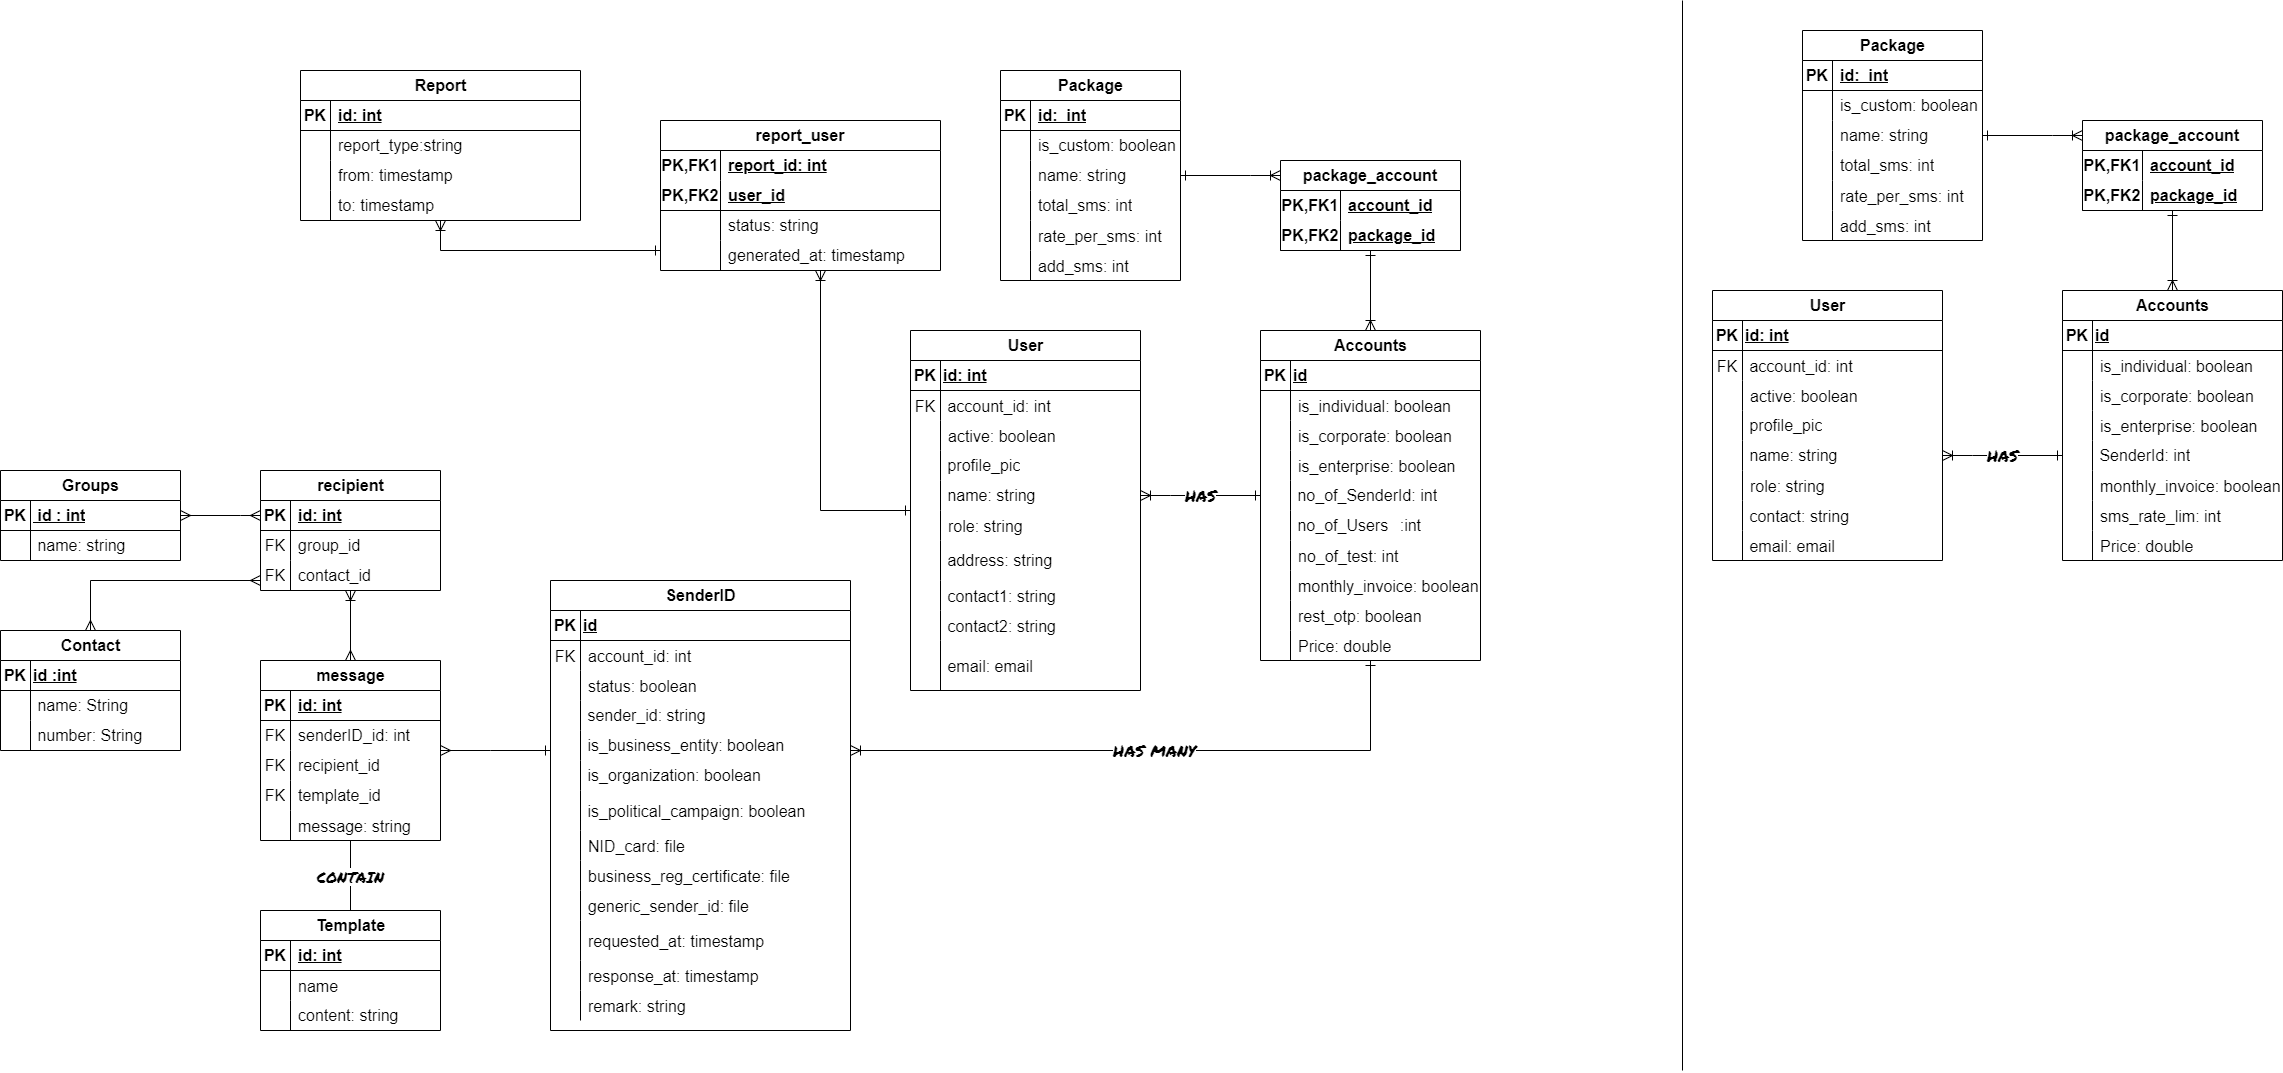 Report
PK id: int
report_type:string
from: timestamp
to: timestamp
report_user
PK,FK1 report_id: int
PK,FK2 user_id
status: string
generated_at: timestamp
Package
PK id: int
is_custom: boolean
name: string
total_sms: int
rate_per_sms: int
add_sms: int
package_account
PK,FK1 account_id
PK,FK2 package_id
User
PK id: int
FK account_id: int
active: boolean
profile_pic
name: string
role: string
address: string
contact1: string
contact2: string
email: email
HAS
Accounts
PK id
is_individual: boolean
is_corporate: boolean
is_enterprise: boolean
no_of_SenderId: int
no_of_Users :int
no_of_test: int
monthly_invoice: boolean
rest_otp: boolean
Price: double
HAS MANY
Groups
PK id : int
name: string
recipient
PK id: int
FK group_id
FK contact_id
Contact
PK id :int
name: String
number: String
message
PK id: int
FK senderID_id: int
FK recipient_id
FK template_id
message: string
CONTAIN
Template
PK id: int
name
content: string
SenderID
PK id
FK account_id: int
status: boolean
sender_id: string
is_business_entity: boolean
is_organization: boolean
is_political_campaign: boolean
NID_card: file
business_reg_certificate: file
generic_sender_id: file
requested_at: timestamp
response_at: timestamp
remark: string
Package
PK id: int
is_custom: boolean
name: string
total_sms: int
rate_per_sms: int
add_sms: int
package_account
PK,FK1 account_id
PK,FK2 package_id
User
PK id: int
FK account_id: int
active: boolean
profile_pic
name: string
role: string
contact: string
email: email
HAS
Accounts
PK id
is_individual: boolean
is_corporate: boolean
is_enterprise: boolean
SenderId: int
monthly_invoice: boolean
sms_rate_lim: int
Price: double